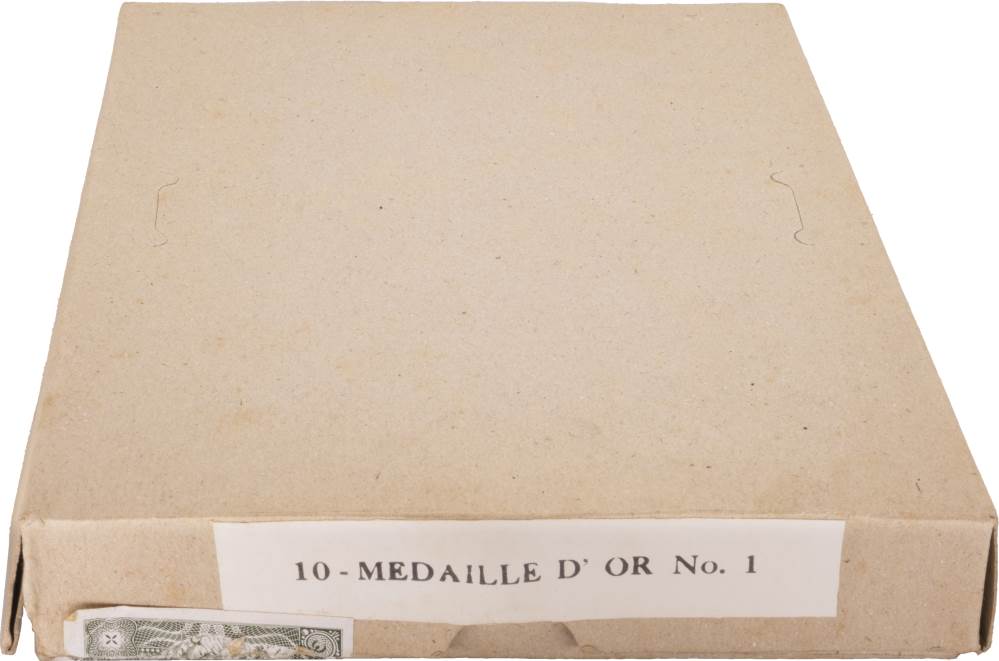 10 - MEDAILLE D' OR No. 1